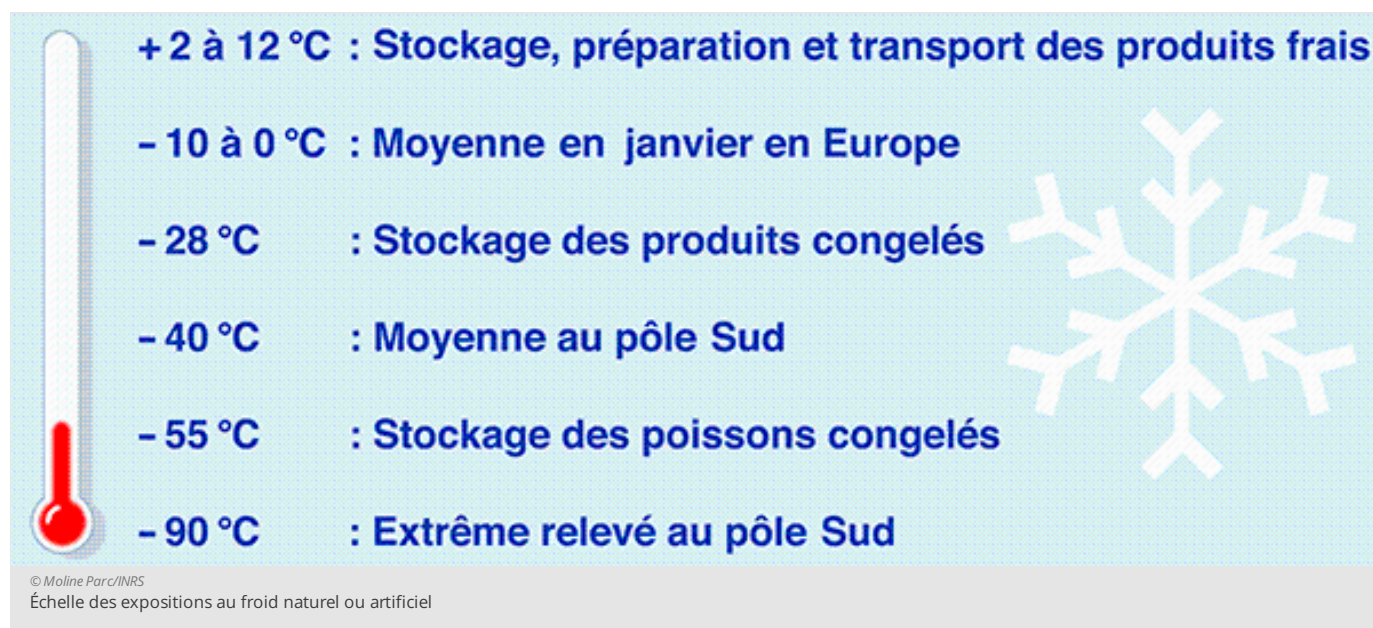 + 2 à 12 °C : Stockage, préparation et transport des produits frais
– 10 à 0 °C : Moyenne en janvier en Europe
– 28 °C : Stockage des produits congelés
– 40 °C : Moyenne au pôle Sud
– 55 °C : Stockage des poissons congelés
– 90 °C : Extrême relevé au pôle Sud
© Moline Parc/INRS
Échelle des expositions au froid naturel ou artificiel